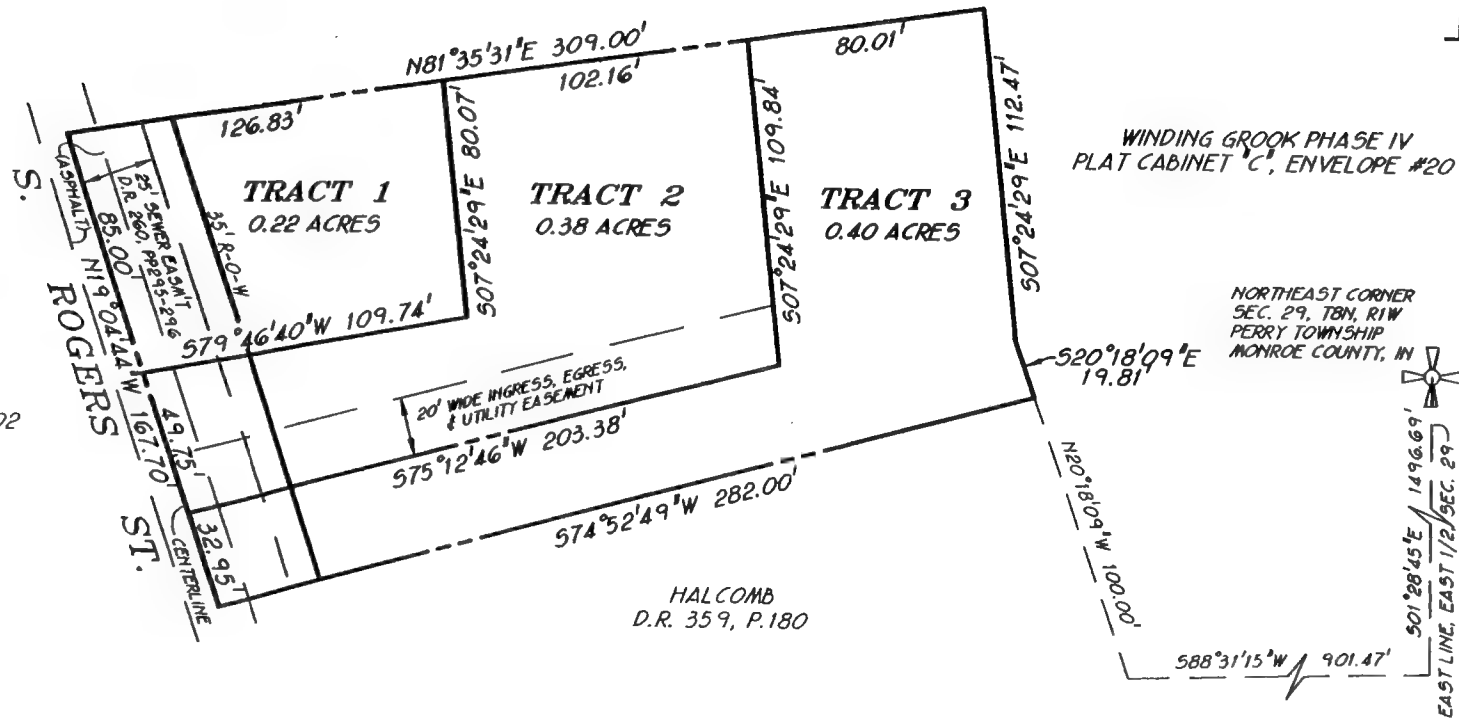 N81°35'31"E 309.00'
126.83'
102.16'
80.01'
TRACT 1
0.22 ACRES
TRACT 2
0.38 ACRES
TRACT 3
0.40 ACRES
S07°24'29"E 80.07'
S07°24'29"E 109.84'
S07°24'29"E 112.47'
WINDING GROOK PHASE IV
PLAT CABINET "C", ENVELOPE #20
NORTHEAST CORNER
SEC. 29, T8N, R1W
PERRY TOWNSHIP
MONROE COUNTY, IN
S20°18'09"E
19.81'
(ASPHALT)
25' SEWER EASM'T
D.R. 260, PP295-296
35' R-O-W
85.00'
N19°04'44"W 167.70'
S. ROGERS ST.
S79°46'40"W 109.74'
20' WIDE INGRESS, EGRESS,
& UTILITY EASEMENT
49.75'
S75°12'46"W 203.38'
32.95'
CENTERLINE
S74°52'49"W 282.00'
HALCOMB
D.R. 359, P.180
N20°18'09"W 100.00'
S88°31'15"W 901.47'
S01°28'45"E 1496.69'
EAST LINE, EAST 1/2, SEC. 29
02